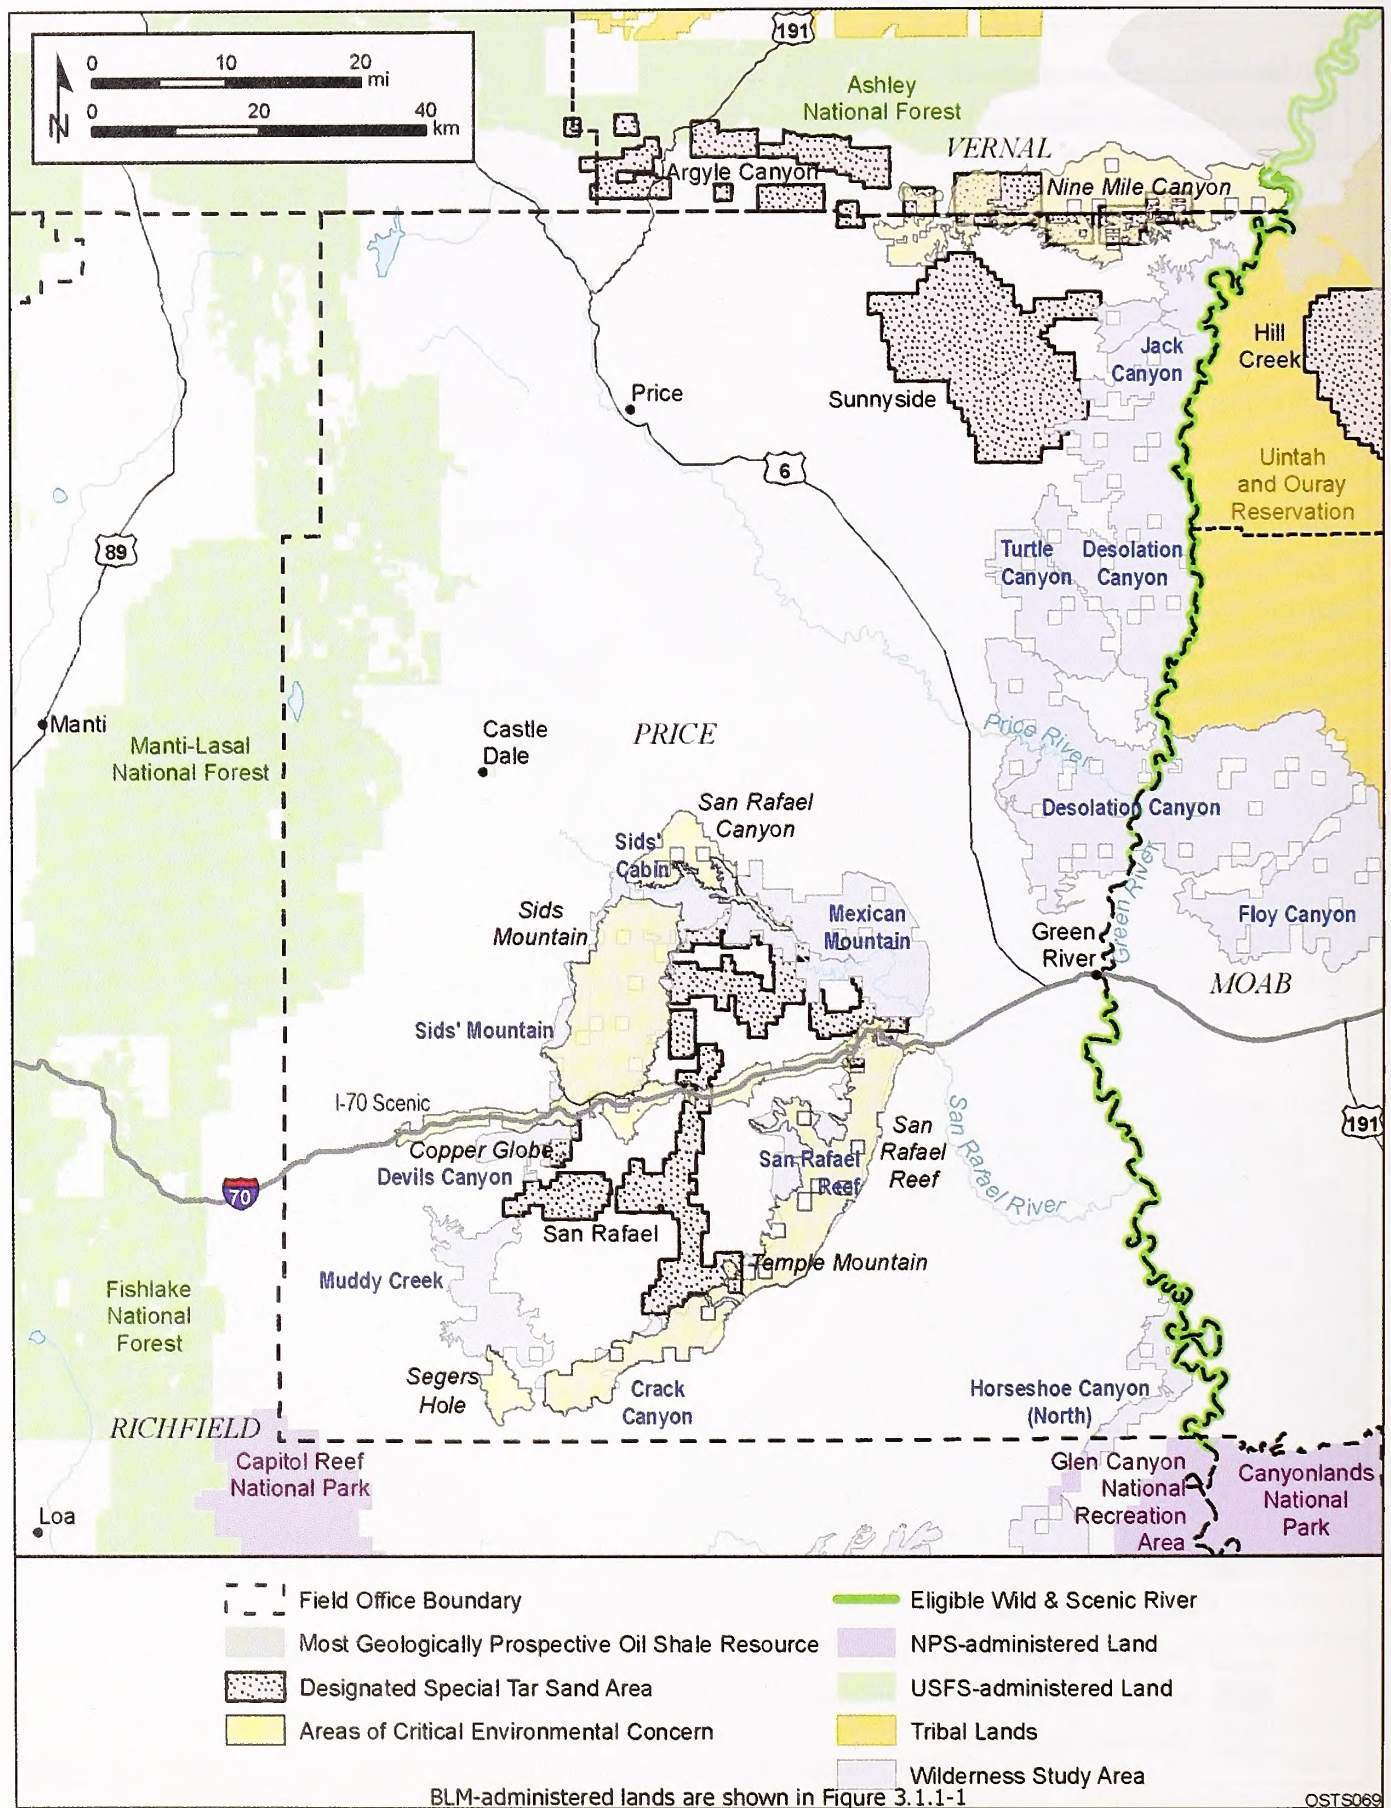 191
0 10 20
mi
0 20 40
km
N
Ashley
National Forest
VERNAL
Argyle Canyon
Nine Mile Canyon
Jack
Canyon
Hill
Creek
Sunnyside
Price
6
Uintah
and Ouray
Reservation
89
Turtle
Canyon
Desolation
Canyon
Manti
Manti-Lasal
National Forest
Castle
Dale
PRICE
Price River
San Rafael
Canyon
Desolation Canyon
Sids'
Cabin
Green River
Sids
Mountain
Mexican
Mountain
Floy Canyon
Green
River
MOAB
Sids' Mountain
I-70 Scenic
191
San
Rafael
Reef
San Rafael River
Copper Globe
Devils Canyon
San Rafael
Reef
70
San Rafael
Temple Mountain
Muddy Creek
Fishlake
National
Forest
Segers
Hole
Crack
Canyon
Horseshoe Canyon
(North)
RICHFIELD
Capitol Reef
National Park
Glen Canyon
National
Recreation
Area
Canyonlands
National
Park
Loa
Field Office Boundary
Most Geologically Prospective Oil Shale Resource
Designated Special Tar Sand Area
Areas of Critical Environmental Concern
Eligible Wild & Scenic River
NPS-administered Land
USFS-administered Land
Tribal Lands
Wilderness Study Area
BLM-administered lands are shown in Figure 3.1.1-1
OSTS069